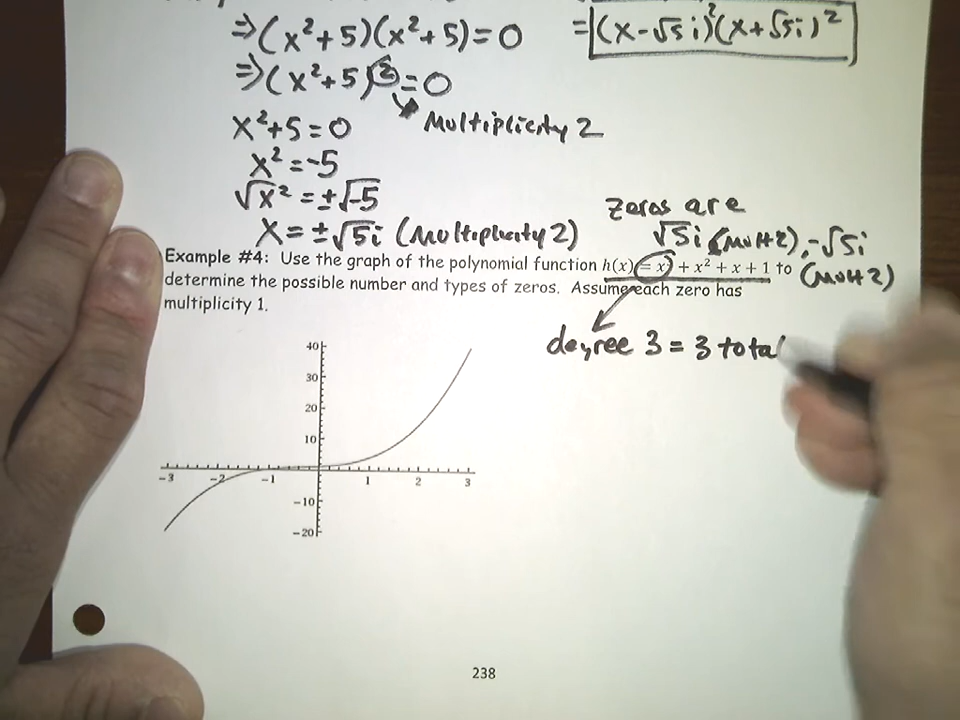 ⇒(x²+5)(x²+5)=0 =(x-√5i)²(x+√5i)²
⇒(x²+5)²=0
Multiplicity 2
x²+5=0
x²=-5
√x²=±√-5
x=±√5i (Multiplicity 2)
zeros are
√5i (mult 2), -√5i
(mult 2)
Example #4: Use the graph of the polynomial function h(x) = x³ + x² + x + 1 to
determine the possible number and types of zeros. Assume each zero has
multiplicity 1.
degree 3 = 3 total
40
30
20
10
-3 -2 -1 1 2 3
-10
-20
238